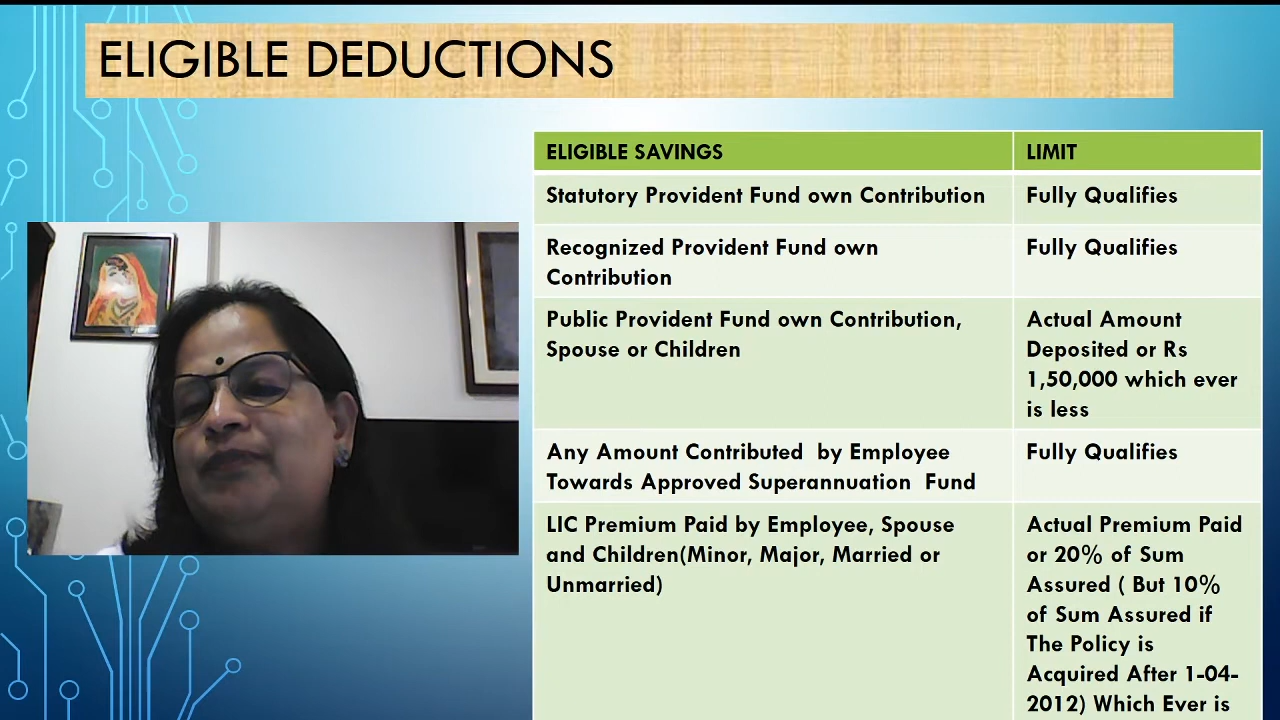 ELIGIBLE DEDUCTIONS
ELIGIBLE SAVINGS
LIMIT
Statutory Provident Fund own Contribution
Fully Qualifies
Recognized Provident Fund own
Contribution
Fully Qualifies
Public Provident Fund own Contribution,
Spouse or Children
Actual Amount
Deposited or Rs
1,50,000 which ever
is less
Any Amount Contributed by Employee
Towards Approved Superannuation Fund
Fully Qualifies
LIC Premium Paid by Employee, Spouse
and Children(Minor, Major, Married or
Unmarried)
Actual Premium Paid
or 20% of Sum
Assured ( But 10%
of Sum Assured if
The Policy is
Acquired After 1-04-
2012) Which Ever is